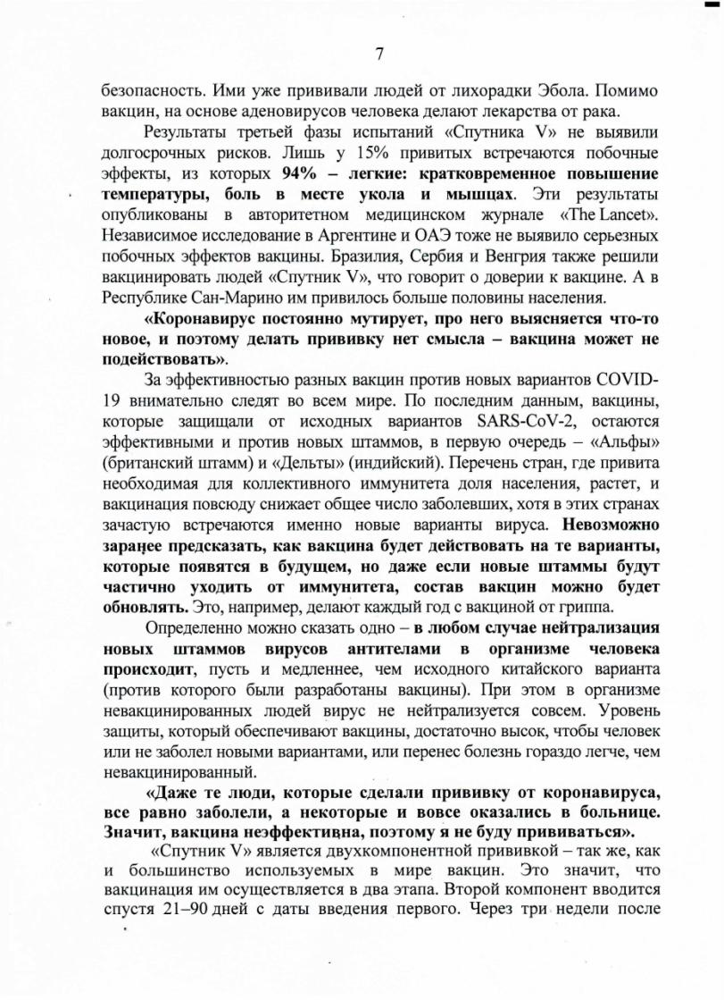 7
безопасность. Ими уже прививали людей от лихорадки Эбола. Помимо
вакцин, на основе аденовирусов человека делают лекарства от рака.
Результаты третьей фазы испытаний «Спутника V» не выявили
долгосрочных рисков. Лишь у 15% привитых встречаются побочные
эффекты, из которых 94% – легкие: кратковременное повышение
температуры, боль в месте укола и мышцах. Эти результаты
опубликованы в авторитетном медицинском журнале «The Lancet».
Независимое исследование в Аргентине и ОАЭ тоже не выявило серьезных
побочных эффектов вакцины. Бразилия, Сербия и Венгрия также решили
вакцинировать людей «Спутник V», что говорит о доверии к вакцине. А в
Республике Сан-Марино им привилось больше половины населения.
«Коронавирус постоянно мутирует, про него выясняется что-то
новое, и поэтому делать прививку нет смысла – вакцина может не
подействовать».
За эффективностью разных вакцин против новых вариантов COVID-
19 внимательно следят во всем мире. По последним данным, вакцины,
которые защищали от исходных вариантов SARS-CoV-2, остаются
эффективными и против новых штаммов, в первую очередь – «Альфы»
(британский штамм) и «Дельты» (индийский). Перечень стран, где привита
необходимая для коллективного иммунитета доля населения, растет, и
вакцинация повсюду снижает общее число заболевших, хотя в этих странах
зачастую встречаются именно новые варианты вируса. Невозможно
заранее предсказать, как вакцина будет действовать на те варианты,
которые появятся в будущем, но даже если новые штаммы будут
частично уходить от иммунитета, состав вакцин можно будет
обновлять. Это, например, делают каждый год с вакциной от гриппа.
Определенно можно сказать одно – в любом случае нейтрализация
новых штаммов вирусов антителами в организме человека
происходит, пусть и медленнее, чем исходного китайского варианта
(против которого были разработаны вакцины). При этом в организме
невакцинированных людей вирус не нейтрализуется совсем. Уровень
защиты, который обеспечивают вакцины, достаточно высок, чтобы человек
или не заболел новыми вариантами, или перенес болезнь гораздо легче, чем
невакцинированный.
«Даже те люди, которые сделали прививку от коронавируса,
все равно заболели, а некоторые и вовсе оказались в больнице.
Значит, вакцина неэффективна, поэтому я не буду прививаться».
«Спутник V» является двухкомпонентной прививкой – так же, как
и большинство используемых в мире вакцин. Это значит, что
вакцинация им осуществляется в два этапа. Второй компонент вводится
спустя 21–90 дней с даты введения первого. Через три недели после